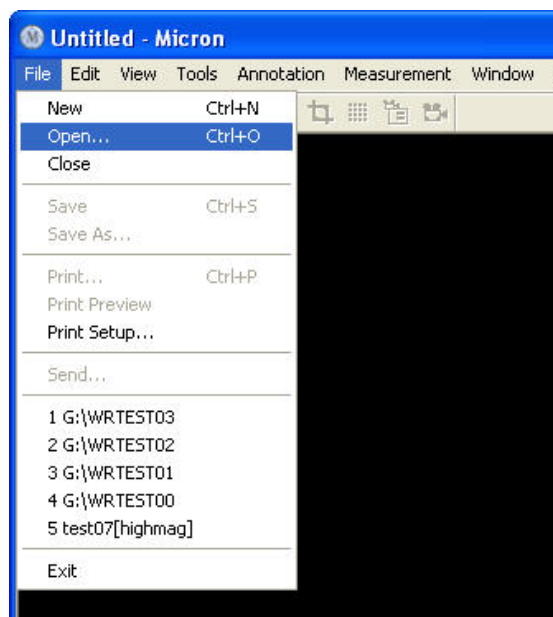 Untitled - Micron
File Edit View Tools Annotation Measurement Window
New Ctrl+N
Open... Ctrl+O
Close
Save Ctrl+S
Save As...
Print... Ctrl+P
Print Preview
Print Setup...
Send...
1 G:\WRTEST03
2 G:\WRTEST02
3 G:\WRTEST01
4 G:\WRTEST00
5 test07[highmag]
Exit